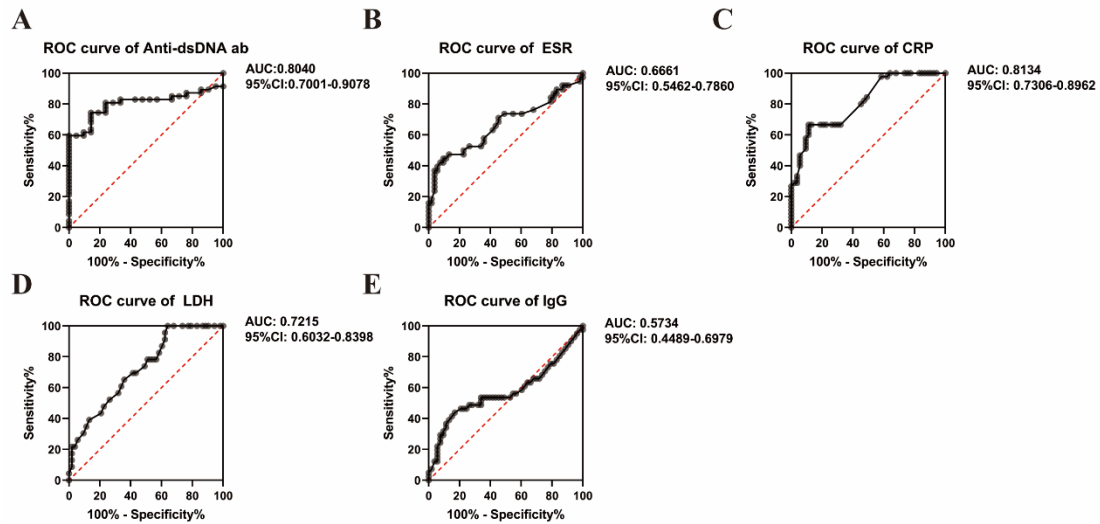 A
ROC curve of Anti-dsDNA ab
AUC:0.8040
95%CI:0.7001-0.9078
100
80
60
40
20
0
Sensitivity%
0 20 40 60 80 100
100% - Specificity%
B
ROC curve of ESR
AUC: 0.6661
95%CI: 0.5462-0.7860
100
80
60
40
20
0
Sensitivity%
0 20 40 60 80 100
100% - Specificity%
C
ROC curve of CRP
AUC: 0.8134
95%CI: 0.7306-0.8962
100
80
60
40
20
0
Sensitivity%
0 20 40 60 80 100
100% - Specificity%
D
ROC curve of LDH
AUC: 0.7215
95%CI: 0.6032-0.8398
100
80
60
40
20
0
Sensitivity%
0 20 40 60 80 100
100% - Specificity%
E
ROC curve of IgG
AUC: 0.5734
95%CI: 0.4489-0.6979
100
80
60
40
20
0
Sensitivity%
0 20 40 60 80 100
100% - Specificity%